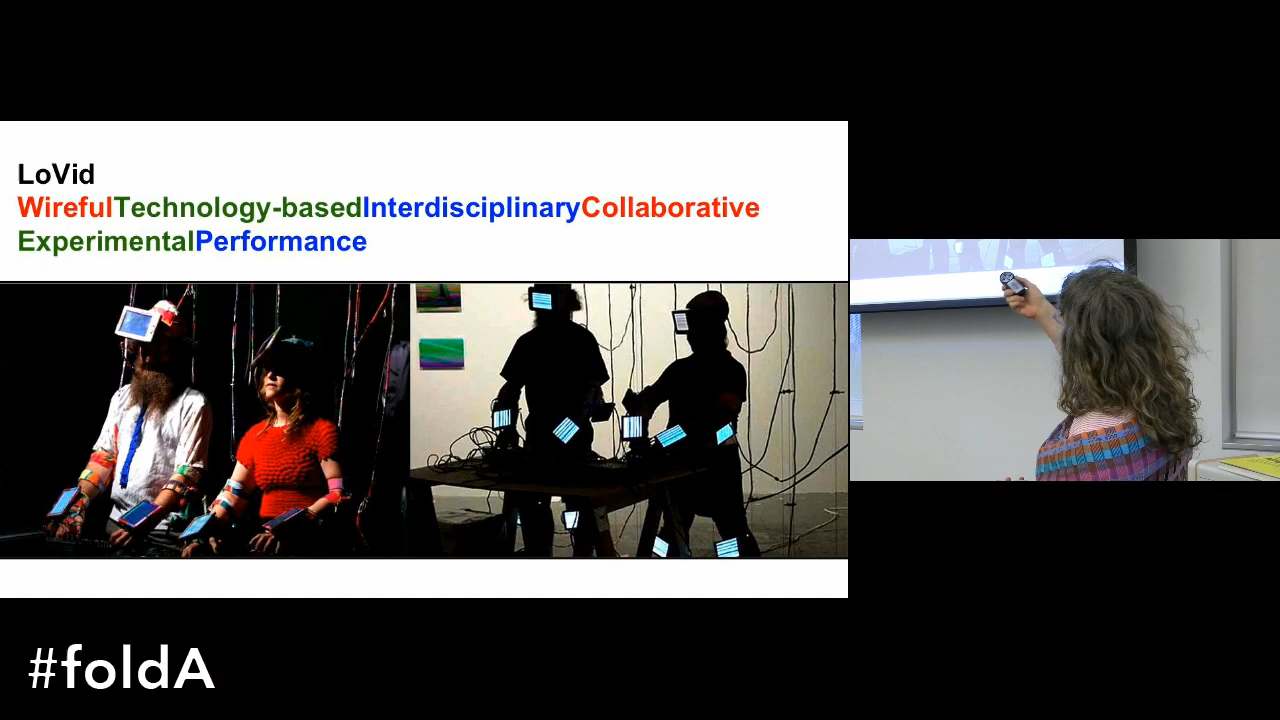 LoVid
WirefulTechnology-basedInterdisciplinaryCollaborative
ExperimentalPerformance
#foldA